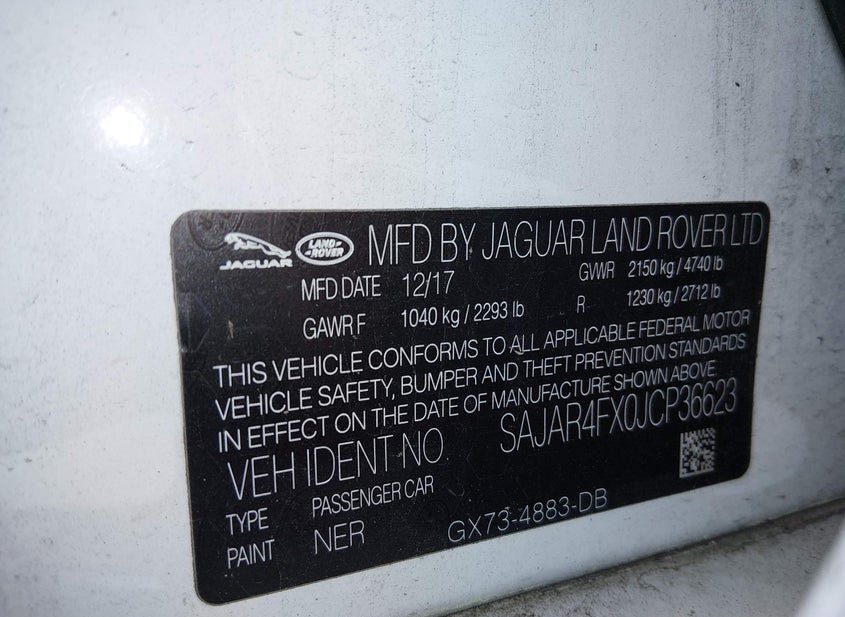 JAGUAR LAND ROVER MFD BY JAGUAR LAND ROVER LTD
MFD DATE 12/17 GVWR 2150 kg / 4740 lb
GAWR F 1040 kg / 2293 lb R 1230 kg / 2712 lb
THIS VEHICLE CONFORMS TO ALL APPLICABLE FEDERAL MOTOR
VEHICLE SAFETY, BUMPER AND THEFT PREVENTION STANDARDS
IN EFFECT ON THE DATE OF MANUFACTURE SHOWN ABOVE
VEH IDENT NO. SAJAR4FX0JCP36623
TYPE PASSENGER CAR
PAINT NER GX73-4883-DB